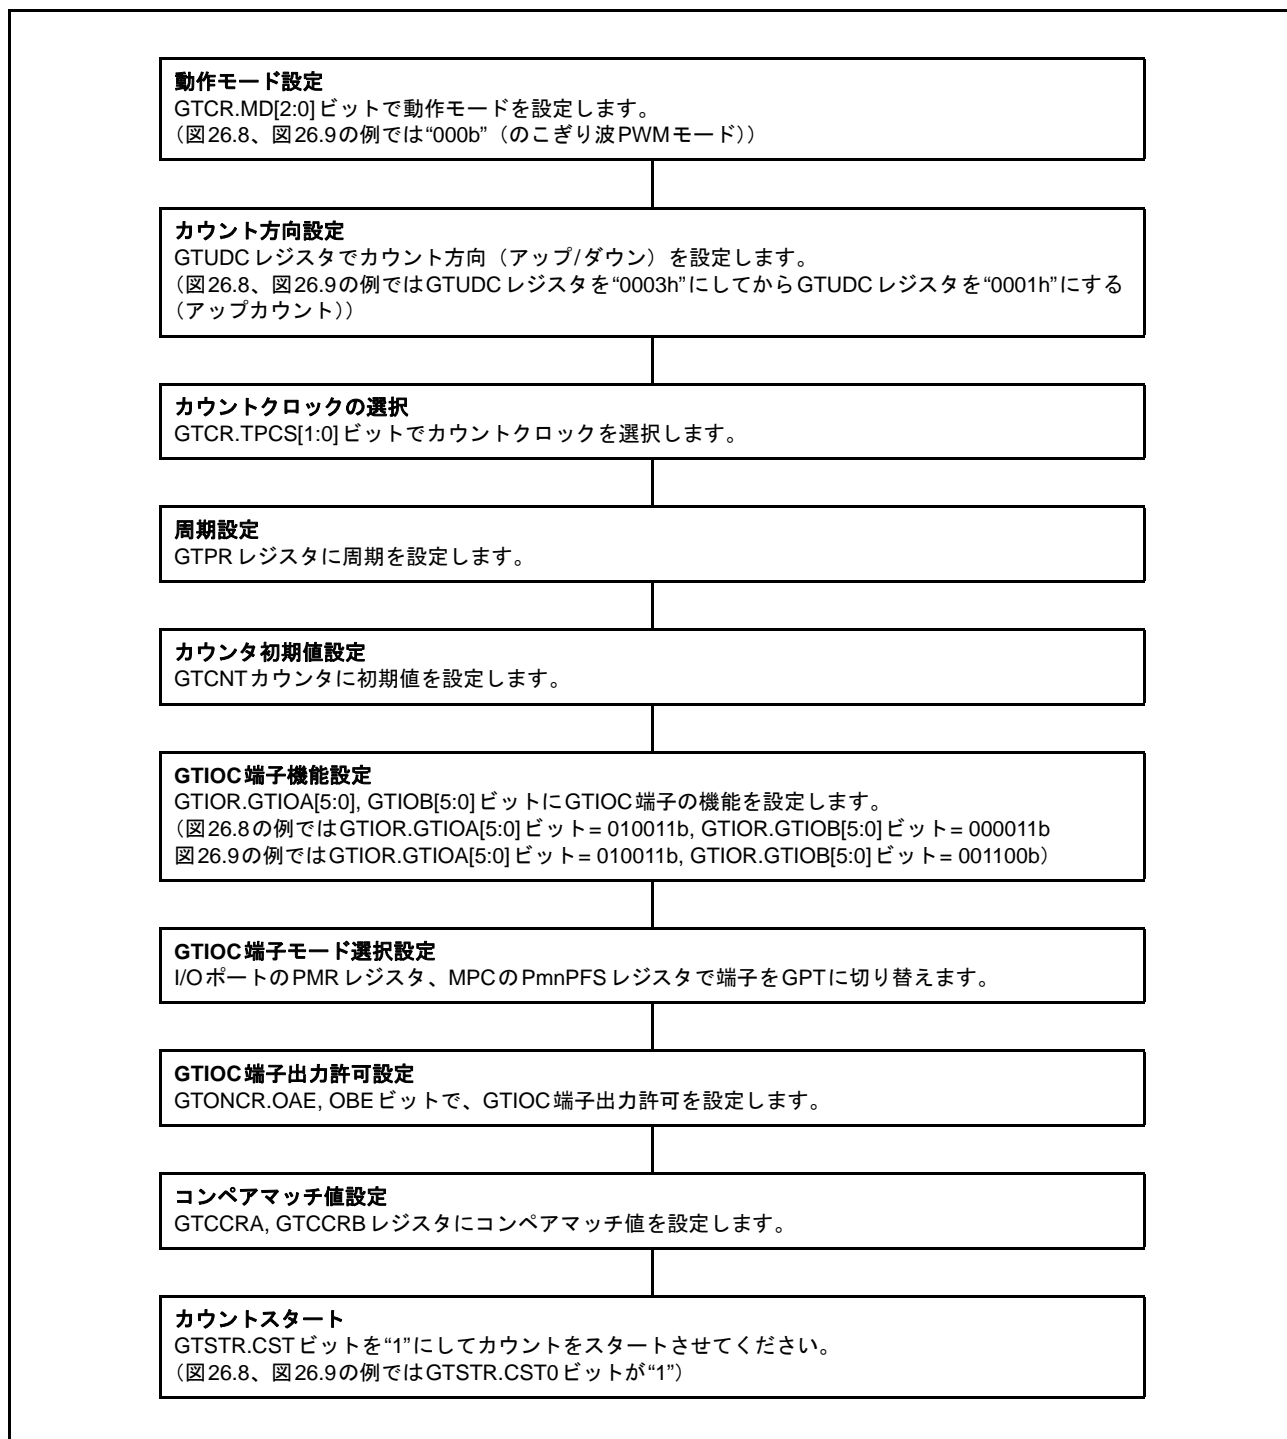 動作モード設定
GTCR.MD[2:0]ビットで動作モードを設定します。
（図26.8、図26.9の例では“000b”（のこぎり波PWMモード））
カウント方向設定
GTUDCレジスタでカウント方向（アップ/ダウン）を設定します。
（図26.8、図26.9の例ではGTUDCレジスタを“0003h”にしてからGTUDCレジスタを“0001h”にする
（アップカウント））
カウントクロックの選択
GTCR.TPCS[1:0]ビットでカウントクロックを選択します。
周期設定
GTPRレジスタに周期を設定します。
カウンタ初期値設定
GTCNTカウンタに初期値を設定します。
GTIOC端子機能設定
GTIOR.GTIOA[5:0], GTIOB[5:0]ビットにGTIOC端子の機能を設定します。
（図26.8の例ではGTIOR.GTIOA[5:0]ビット= 010011b, GTIOR.GTIOB[5:0]ビット= 000011b
図26.9の例ではGTIOR.GTIOA[5:0]ビット= 010011b, GTIOR.GTIOB[5:0]ビット= 001100b）
GTIOC端子モード選択設定
I/OポートのPMRレジスタ、MPCのPmnPFSレジスタで端子をGPTに切り替えます。
GTIOC端子出力許可設定
GTONCR.OAE, OBEビットで、GTIOC端子出力許可を設定します。
コンペアマッチ値設定
GTCCRA, GTCCRBレジスタにコンペアマッチ値を設定します。
カウントスタート
GTSTR.CSTビットを“1”にしてカウントをスタートさせてください。
（図26.8、図26.9の例ではGTSTR.CST0ビットが“1”）